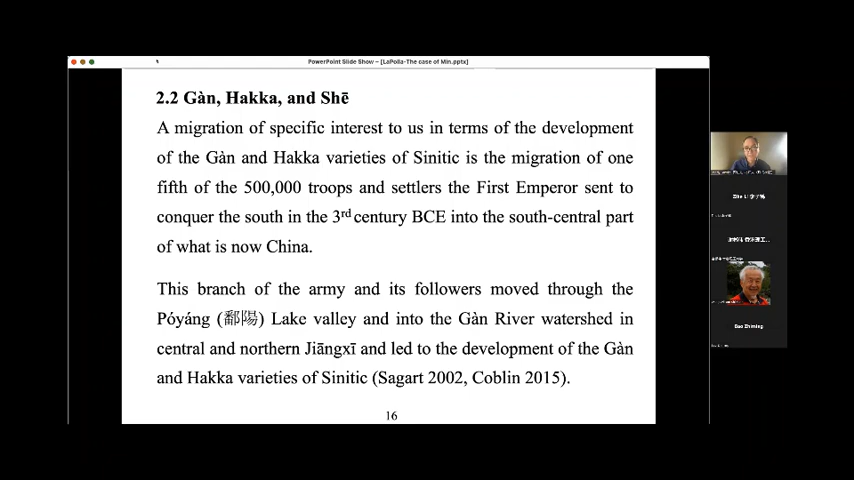 PowerPoint Slide Show – [LaPolla-The case of Min.pptx]
2.2 Gàn, Hakka, and Shē
A migration of specific interest to us in terms of the development
of the Gàn and Hakka varieties of Sinitic is the migration of one
fifth of the 500,000 troops and settlers the First Emperor sent to
conquer the south in the 3rd century BCE into the south-central part
of what is now China.
This branch of the army and its followers moved through the
Póyáng (鄱陽) Lake valley and into the Gàn River watershed in
central and northern Jiāngxī and led to the development of the Gàn
and Hakka varieties of Sinitic (Sagart 2002, Coblin 2015).
16
Bao Zhiming